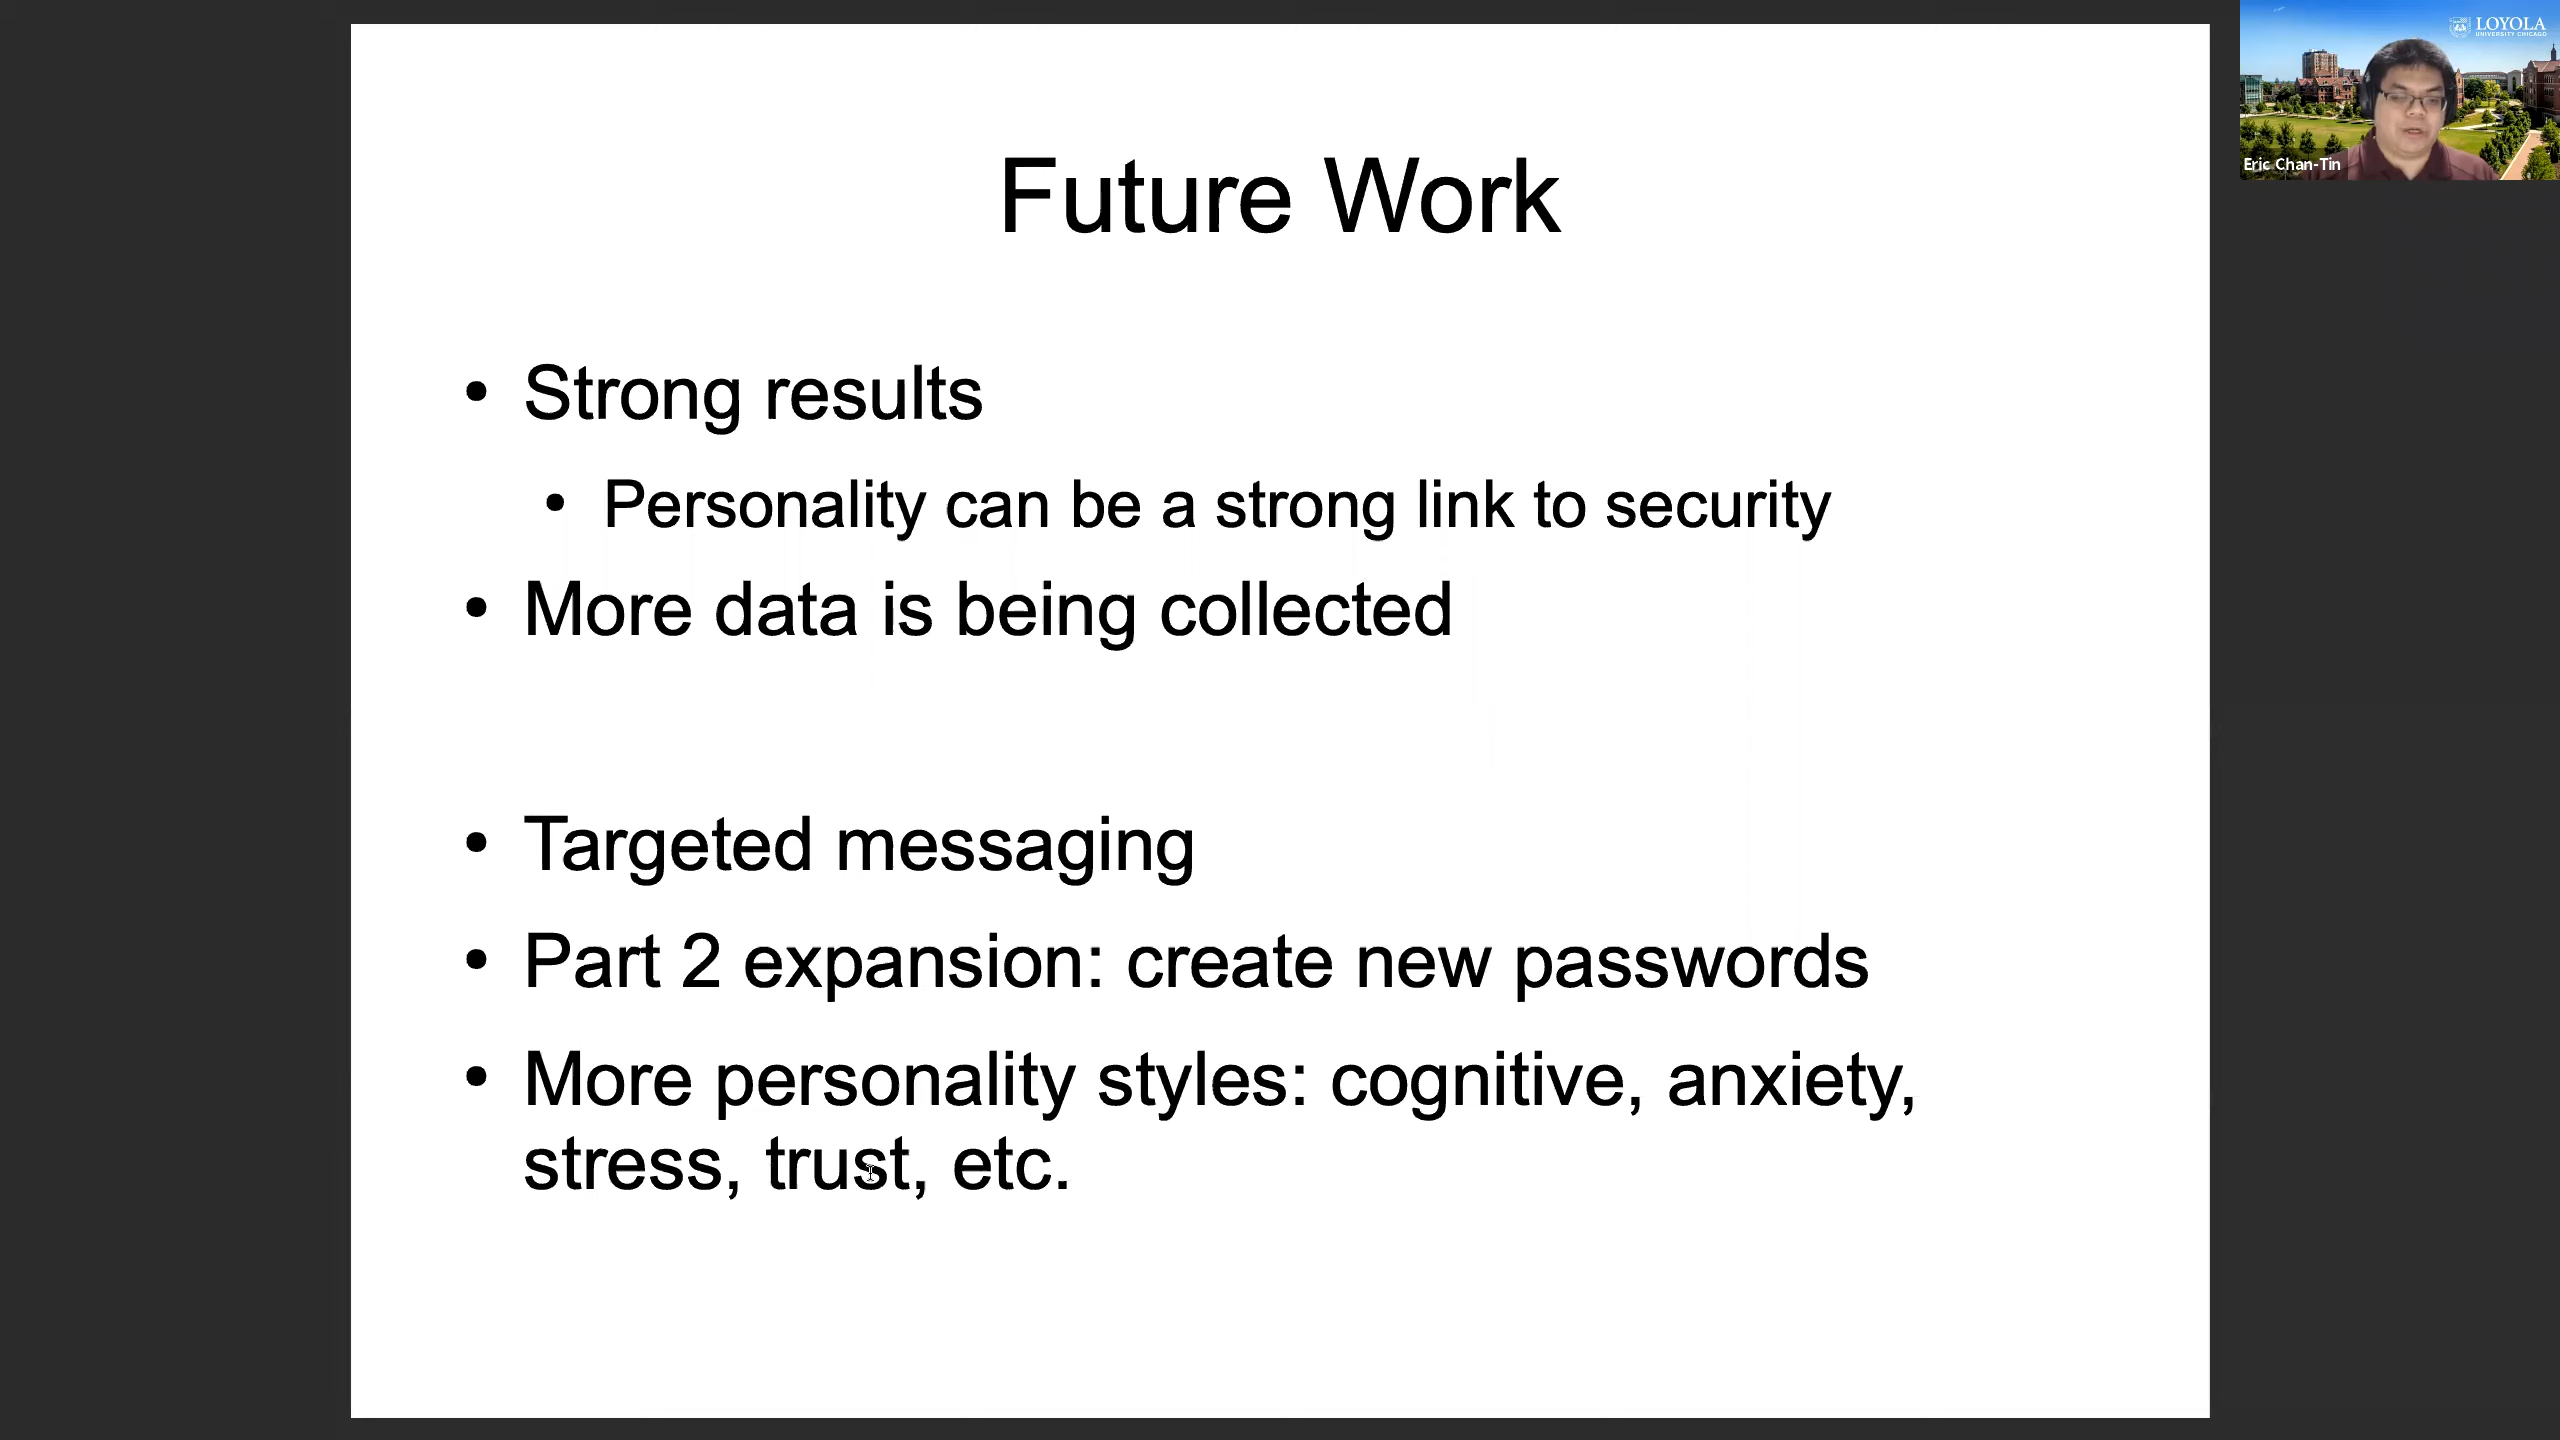 Future Work
• Strong results
• Personality can be a strong link to security
• More data is being collected
• Targeted messaging
• Part 2 expansion: create new passwords
• More personality styles: cognitive, anxiety,
stress, trust, etc.
LOYOLA
UNIVERSITY CHICAGO
Eric Chan-Tin